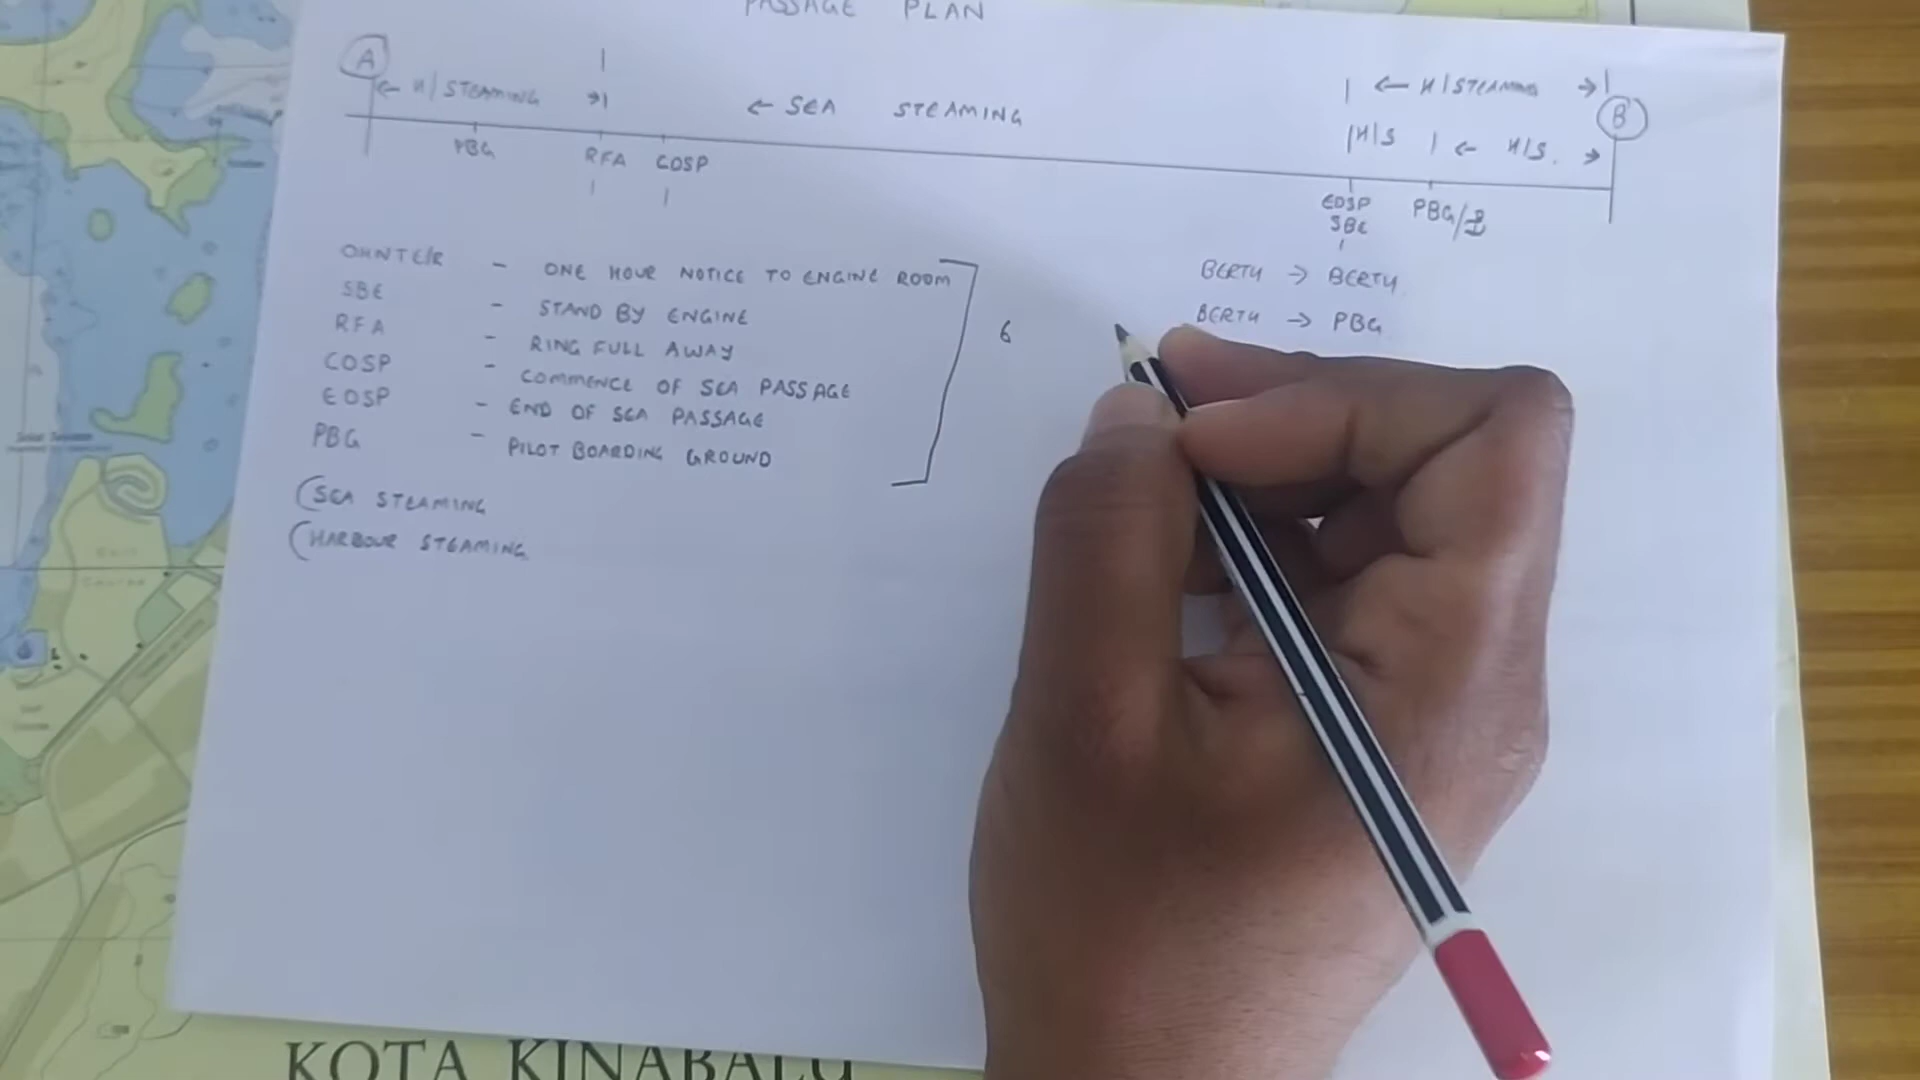 PASSAGE PLAN
A
← H/STEAMING →
← SEA STEAMING
← H/STEAMING →
B
H/S ← H/S. →
PBG RFA COSP
EOSP PBG/
SBE
OHNTE/R - ONE HOUR NOTICE TO ENGINE ROOM
SBE - STAND BY ENGINE
RFA - RING FULL AWAY
COSP - COMMENCE OF SEA PASSAGE
EOSP - END OF SEA PASSAGE
PBG - PILOT BOARDING GROUND
6
BERTH → BERTH
BERTH → PBG
(SEA STEAMING
(HARBOUR STEAMING
KOTA KINABALU